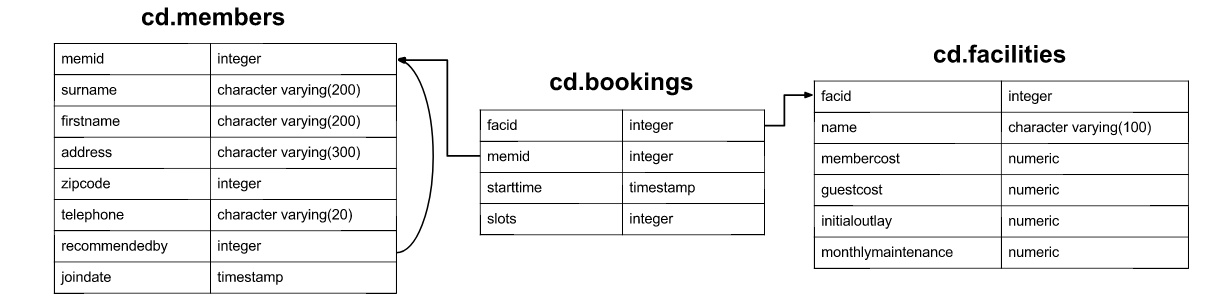 cd.members
memid integer
surname character varying(200)
firstname character varying(200)
address character varying(300)
zipcode integer
telephone character varying(20)
recommendedby integer
joindate timestamp
cd.bookings
facid integer
memid integer
starttime timestamp
slots integer
cd.facilities
facid integer
name character varying(100)
membercost numeric
guestcost numeric
initialoutlay numeric
monthlymaintenance numeric